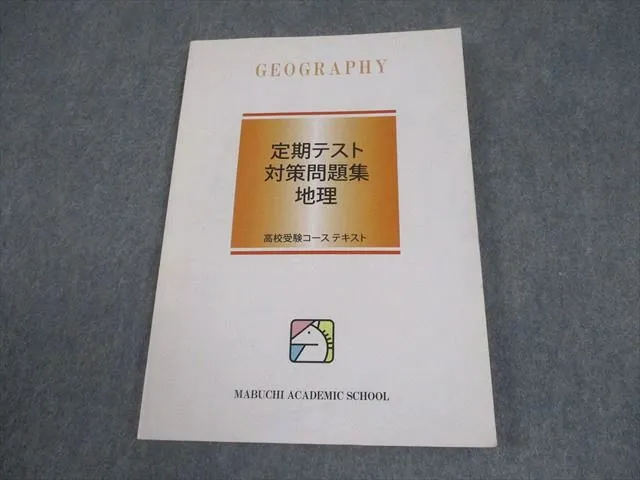 GEOGRAPHY
定期テスト
対策問題集
地理
高校受験コース テキスト
MABUCHI ACADEMIC SCHOOL